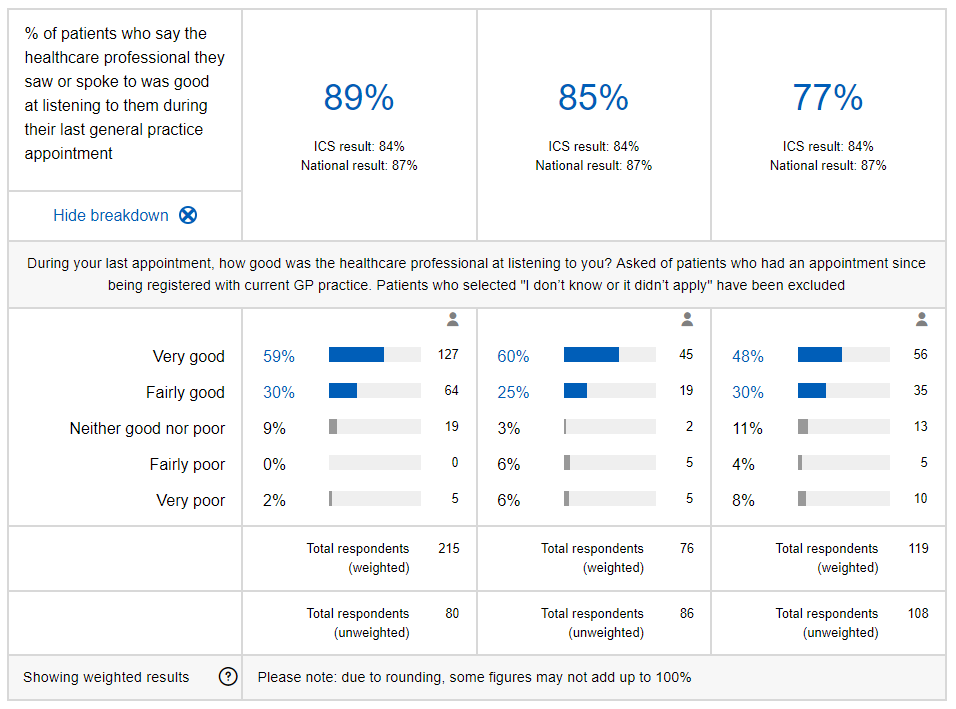 % of patients who say the
healthcare professional they
saw or spoke to was good
at listening to them during
their last general practice
appointment
Hide breakdown
89%
ICS result: 84%
National result: 87%
85%
ICS result: 84%
National result: 87%
77%
ICS result: 84%
National result: 87%
During your last appointment, how good was the healthcare professional at listening to you? Asked of patients who had an appointment since
being registered with current GP practice. Patients who selected "I don’t know or it didn’t apply" have been excluded
Very good 59% 127 60% 45 48% 56
Fairly good 30% 64 25% 19 30% 35
Neither good nor poor 9% 19 3% 2 11% 13
Fairly poor 0% 0 6% 5 4% 5
Very poor 2% 5 6% 5 8% 10
Total respondents 215 Total respondents 76 Total respondents 119
(weighted) (weighted) (weighted)
Total respondents 80 Total respondents 86 Total respondents 108
(unweighted) (unweighted) (unweighted)
Showing weighted results ? Please note: due to rounding, some figures may not add up to 100%